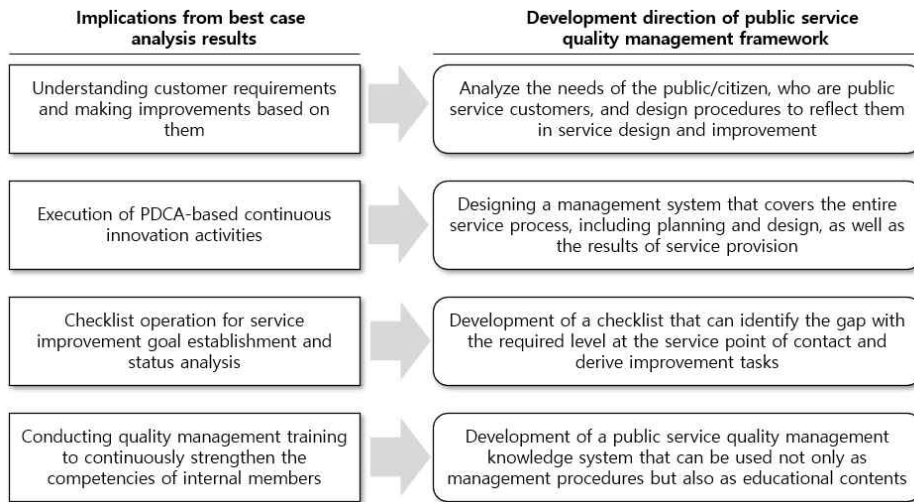 Implications from best case
analysis results
Development direction of public service
quality management framework
Understanding customer requirements
and making improvements based on
them
Analyze the needs of the public/citizen, who are public
service customers, and design procedures to reflect them
in service design and improvement
Execution of PDCA-based continuous
innovation activities
Designing a management system that covers the entire
service process, including planning and design, as well as
the results of service provision
Checklist operation for service
improvement goal establishment and
status analysis
Development of a checklist that can identify the gap with
the required level at the service point of contact and
derive improvement tasks
Conducting quality management training
to continuously strengthen the
competencies of internal members
Development of a public service quality management
knowledge system that can be used not only as
management procedures but also as educational contents